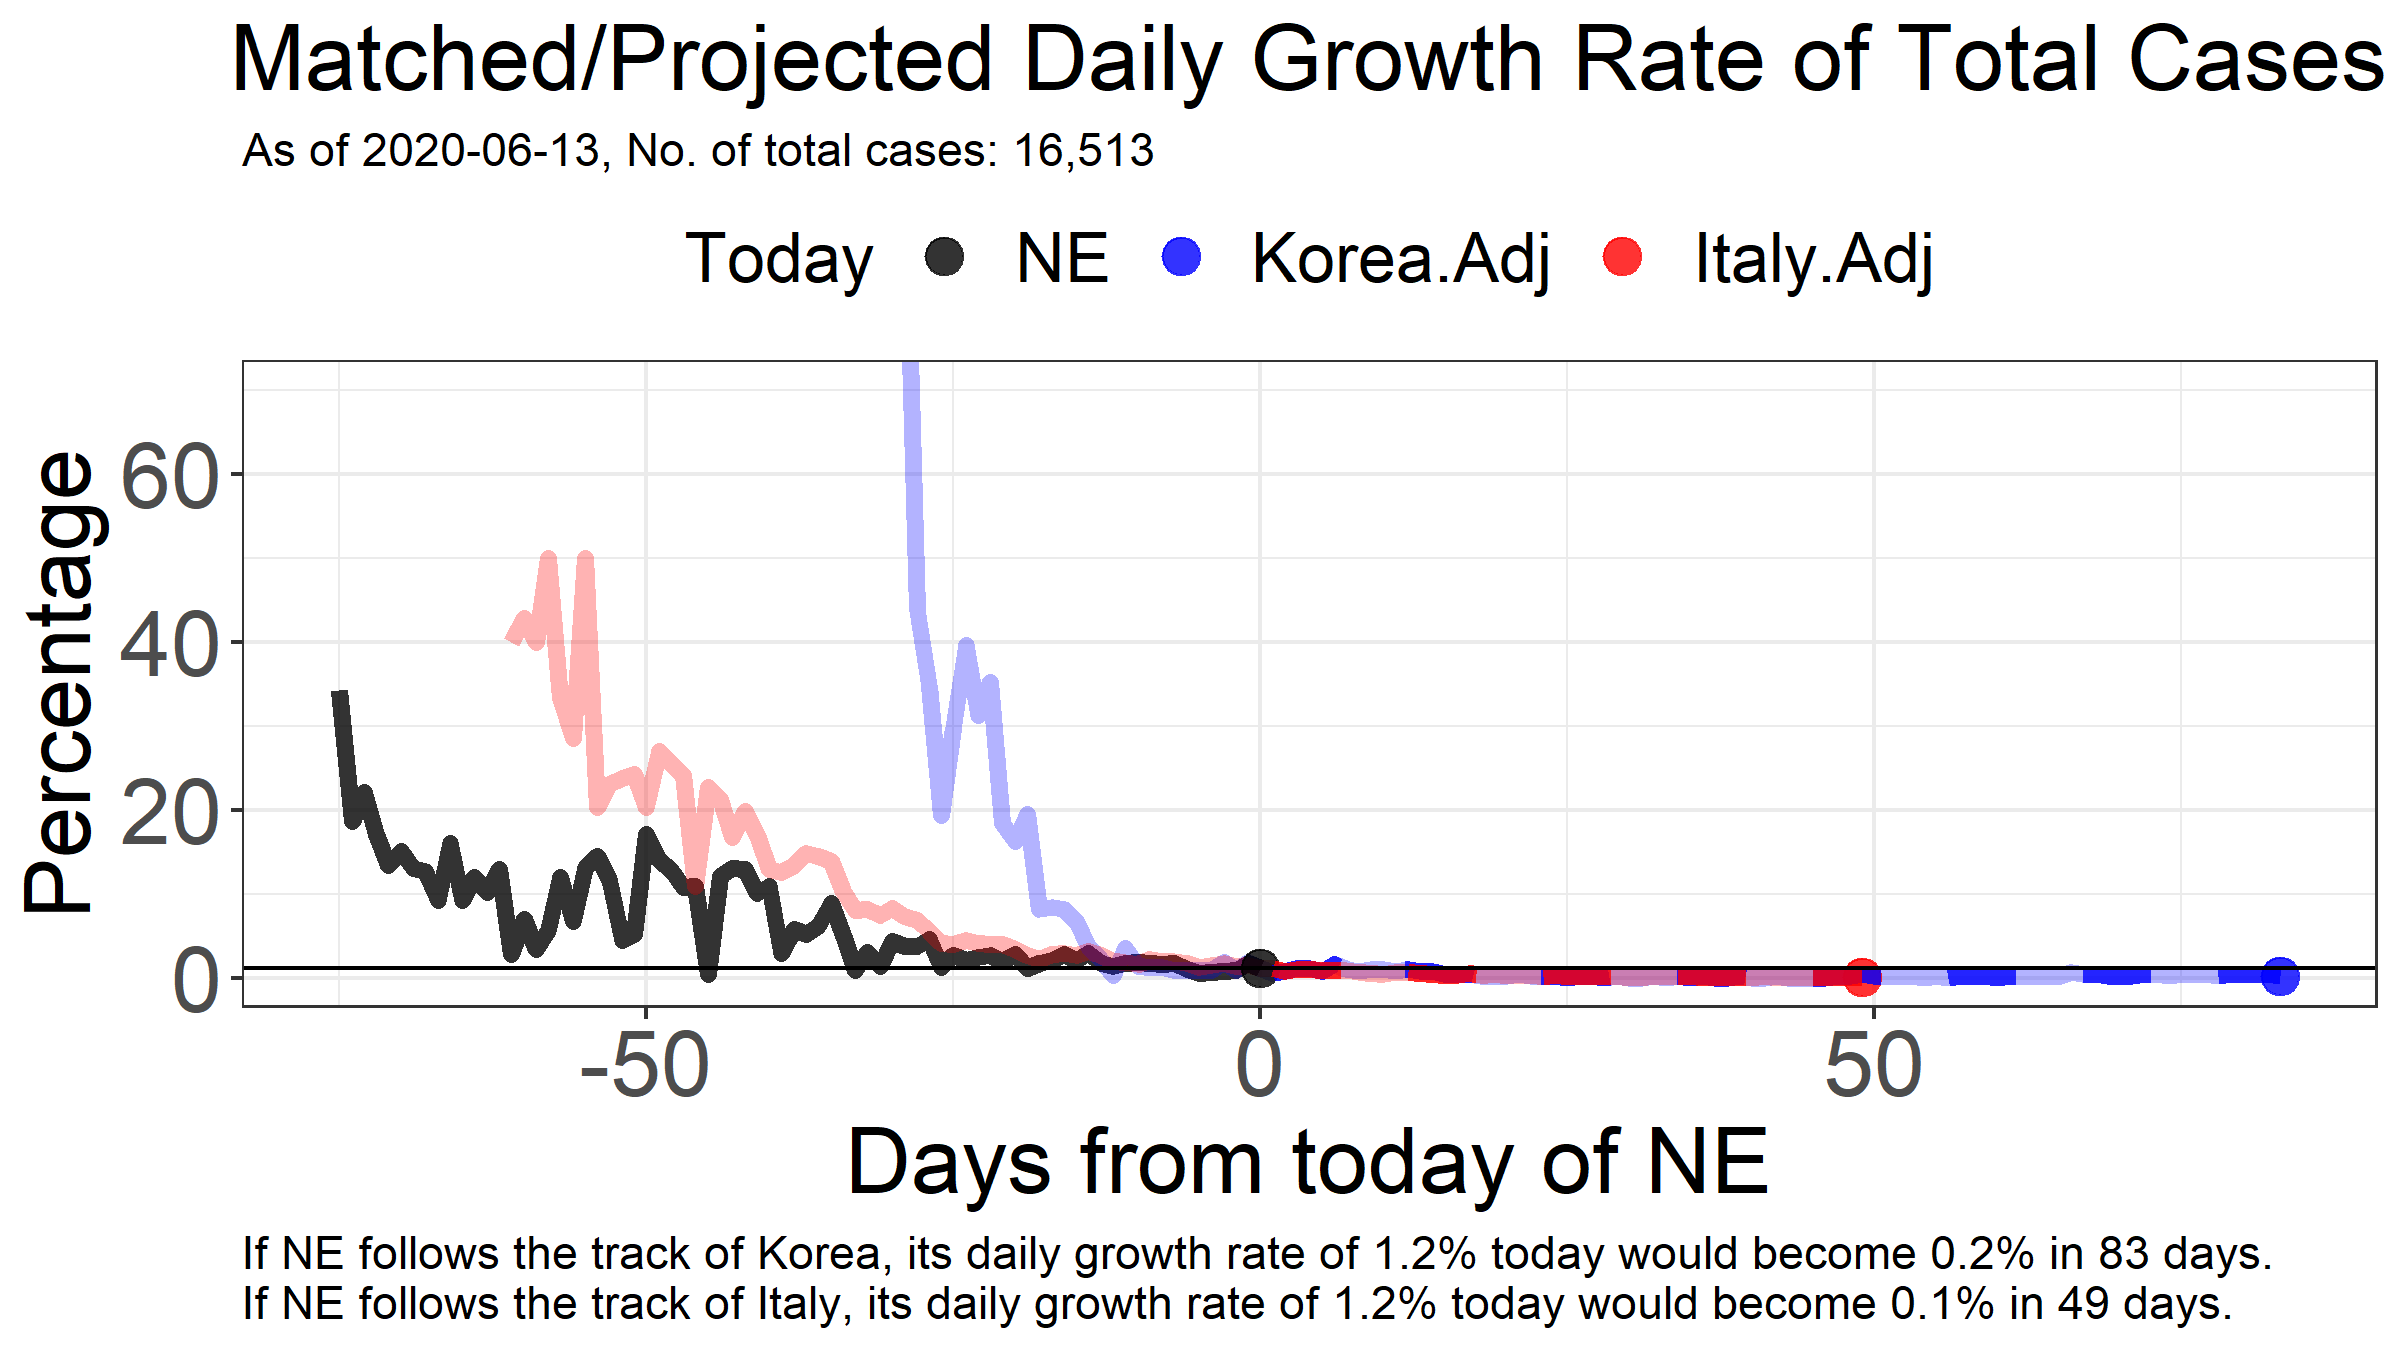 Matched/Projected Daily Growth Rate of Total Cases
As of 2020-06-13, No. of total cases: 16,513
Today NE Korea.Adj Italy.Adj
Percentage
60
40
20
0
-50 0 50
Days from today of NE
If NE follows the track of Korea, its daily growth rate of 1.2% today would become 0.2% in 83 days.
If NE follows the track of Italy, its daily growth rate of 1.2% today would become 0.1% in 49 days.